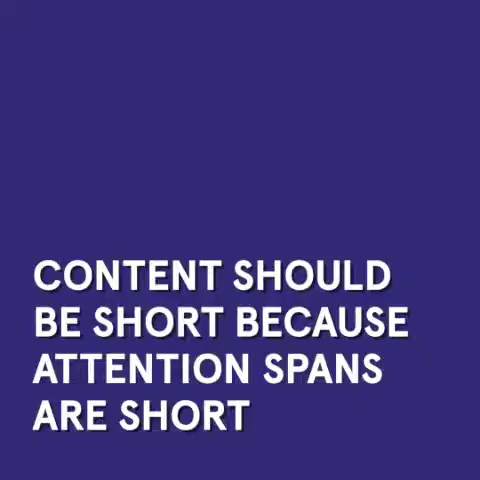 CONTENT SHOULD
BE SHORT BECAUSE
ATTENTION SPANS
ARE SHORT